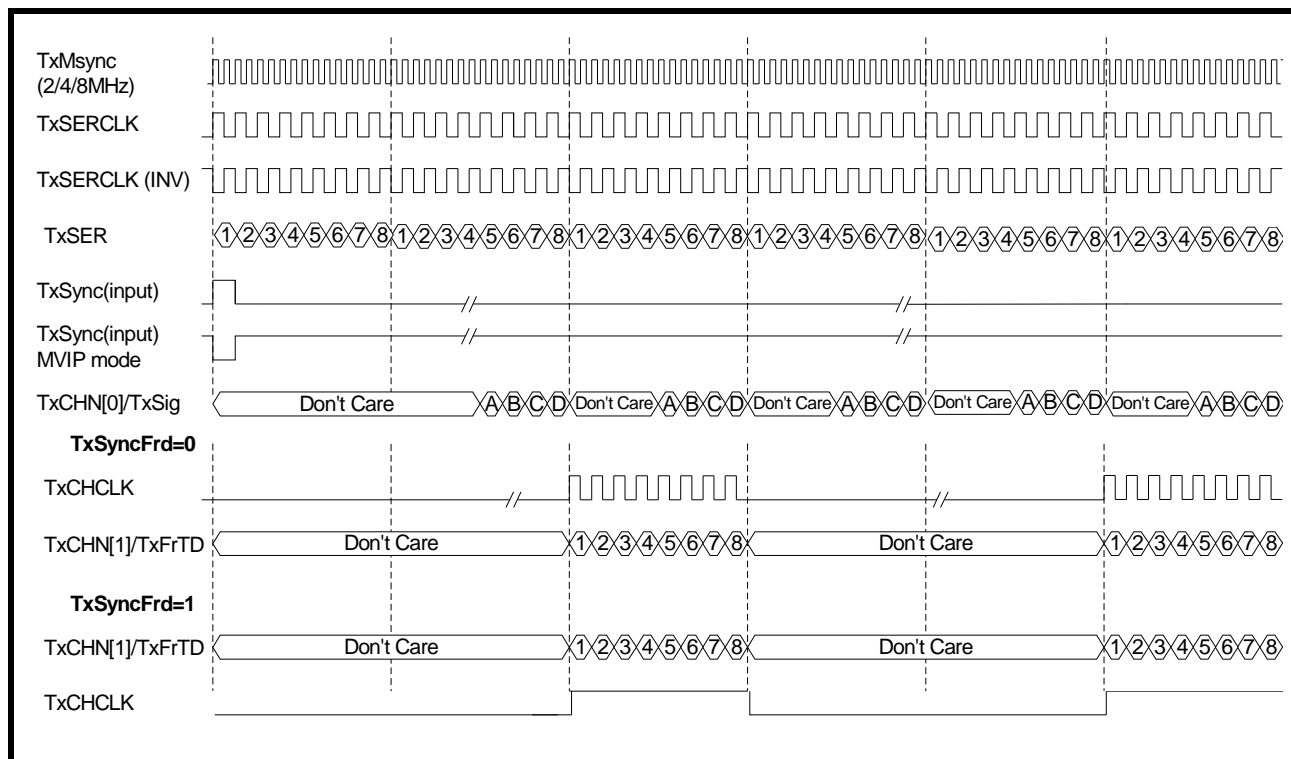 TxMsync
(2/4/8MHz)
TxSERCLK
TxSERCLK (INV)
TxSER 1 2 3 4 5 6 7 8 1 2 3 4 5 6 7 8 1 2 3 4 5 6 7 8 1 2 3 4 5 6 7 8 1 2 3 4 5 6 7 8 1 2 3 4 5 6 7 8
TxSync(input)
TxSync(input)
MVIP mode
TxCHN[0]/TxSig Don't Care A B C D Don't Care A B C D Don't Care A B C D Don't Care A B C D Don't Care A B C D
TxSyncFrd=0
TxCHCLK
TxCHN[1]/TxFrTD Don't Care 1 2 3 4 5 6 7 8 Don't Care 1 2 3 4 5 6 7 8
TxSyncFrd=1
TxCHN[1]/TxFrTD Don't Care 1 2 3 4 5 6 7 8 Don't Care 1 2 3 4 5 6 7 8
TxCHCLK